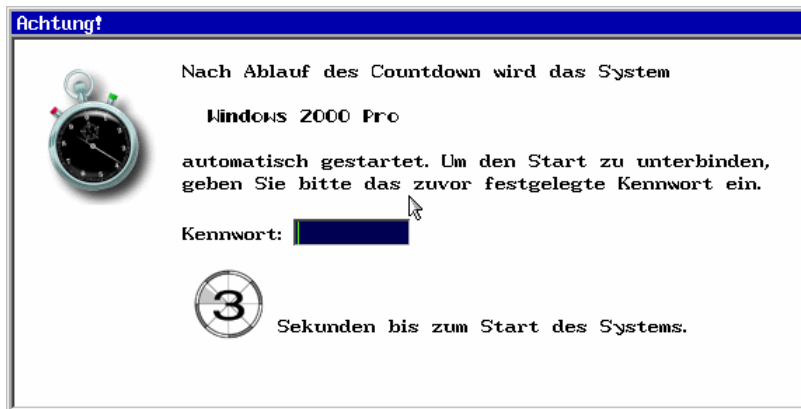 Achtung!
Nach Ablauf des Countdown wird das System
Windows 2000 Pro
automatisch gestartet. Um den Start zu unterbinden,
geben Sie bitte das zuvor festgelegte Kennwort ein.
Kennwort:
3 Sekunden bis zum Start des Systems.